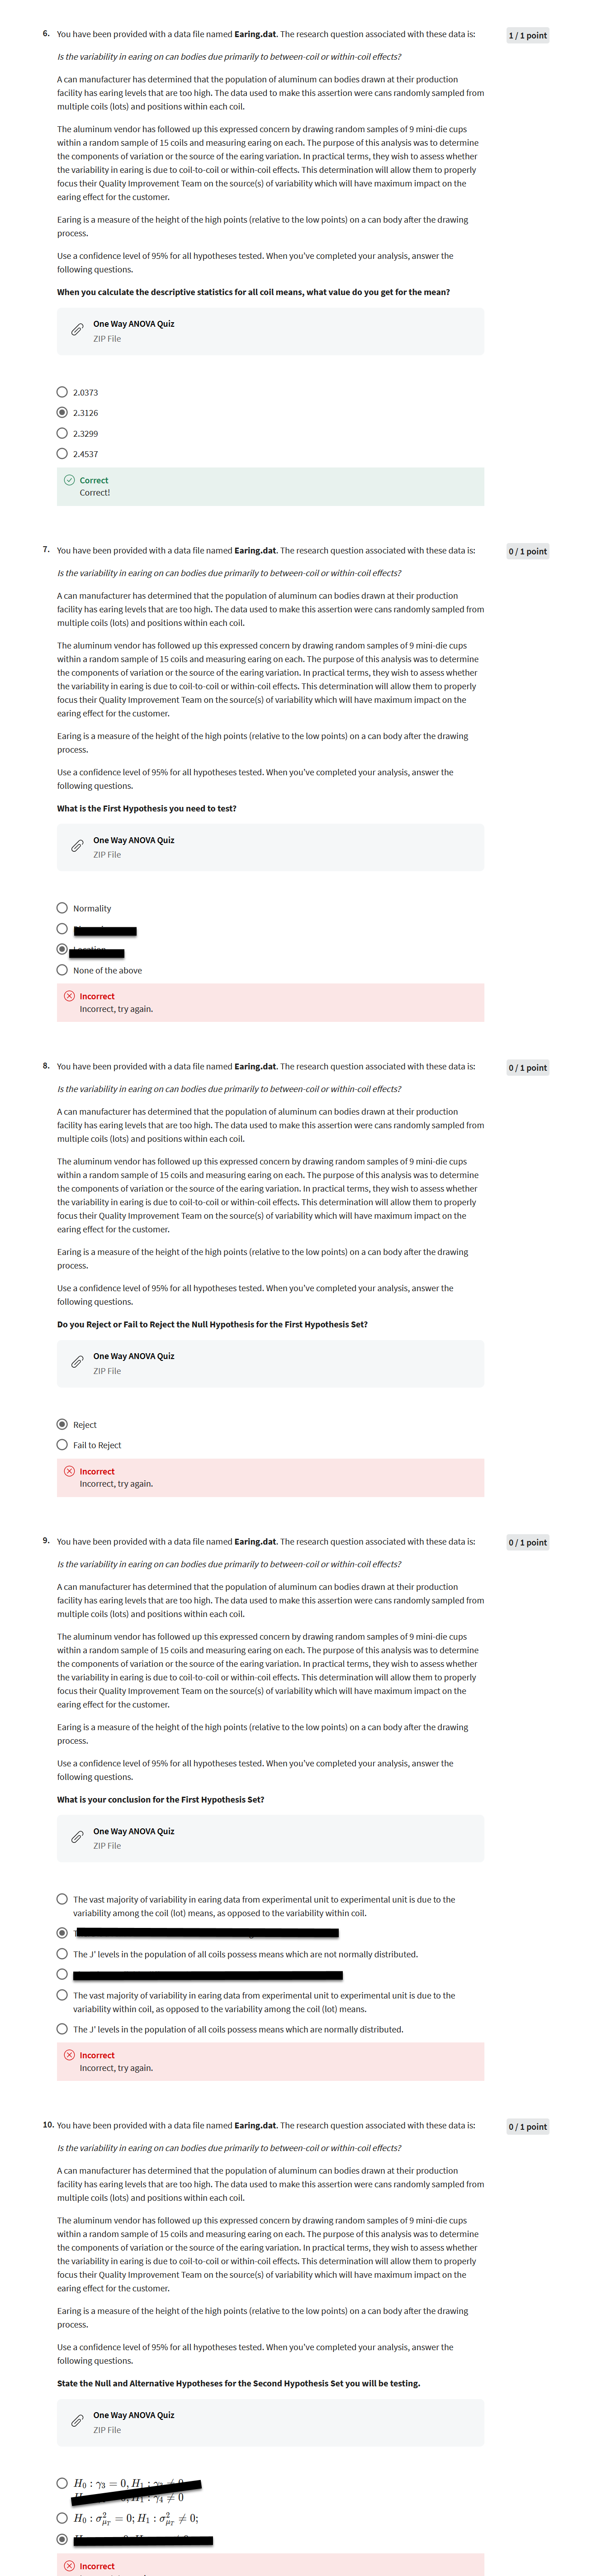 6. You have been provided with a data file named Earing.dat. The research question associated with these data is:
1 / 1 point
Is the variability in earing on can bodies due primarily to between-coil or within-coil effects?
A can manufacturer has determined that the population of aluminum can bodies drawn at their production
facility has earing levels that are too high. The data used to make this assertion were cans randomly sampled from
multiple coils (lots) and positions within each coil.
The aluminum vendor has followed up this expressed concern by drawing random samples of 9 mini-die cups
within a random sample of 15 coils and measuring earing on each. The purpose of this analysis was to determine
the components of variation or the source of the earing variation. In practical terms, they wish to assess whether
the variability in earing is due to coil-to-coil or within-coil effects. This determination will allow them to properly
focus their Quality Improvement Team on the source(s) of variability which will have maximum impact on the
earing effect for the customer.
Earing is a measure of the height of the high points (relative to the low points) on a can body after the drawing
process.
Use a confidence level of 95% for all hypotheses tested. When you've completed your analysis, answer the
following questions.
When you calculate the descriptive statistics for all coil means, what value do you get for the mean?
One Way ANOVA Quiz
ZIP File
2.0373
2.3126
2.3299
2.4537
Correct
Correct!
7. You have been provided with a data file named Earing.dat. The research question associated with these data is:
0 / 1 point
Is the variability in earing on can bodies due primarily to between-coil or within-coil effects?
A can manufacturer has determined that the population of aluminum can bodies drawn at their production
facility has earing levels that are too high. The data used to make this assertion were cans randomly sampled from
multiple coils (lots) and positions within each coil.
The aluminum vendor has followed up this expressed concern by drawing random samples of 9 mini-die cups
within a random sample of 15 coils and measuring earing on each. The purpose of this analysis was to determine
the components of variation or the source of the earing variation. In practical terms, they wish to assess whether
the variability in earing is due to coil-to-coil or within-coil effects. This determination will allow them to properly
focus their Quality Improvement Team on the source(s) of variability which will have maximum impact on the
earing effect for the customer.
Earing is a measure of the height of the high points (relative to the low points) on a can body after the drawing
process.
Use a confidence level of 95% for all hypotheses tested. When you've completed your analysis, answer the
following questions.
What is the First Hypothesis you need to test?
One Way ANOVA Quiz
ZIP File
Normality
None of the above
Incorrect
Incorrect, try again.
8. You have been provided with a data file named Earing.dat. The research question associated with these data is:
0 / 1 point
Is the variability in earing on can bodies due primarily to between-coil or within-coil effects?
A can manufacturer has determined that the population of aluminum can bodies drawn at their production
facility has earing levels that are too high. The data used to make this assertion were cans randomly sampled from
multiple coils (lots) and positions within each coil.
The aluminum vendor has followed up this expressed concern by drawing random samples of 9 mini-die cups
within a random sample of 15 coils and measuring earing on each. The purpose of this analysis was to determine
the components of variation or the source of the earing variation. In practical terms, they wish to assess whether
the variability in earing is due to coil-to-coil or within-coil effects. This determination will allow them to properly
focus their Quality Improvement Team on the source(s) of variability which will have maximum impact on the
earing effect for the customer.
Earing is a measure of the height of the high points (relative to the low points) on a can body after the drawing
process.
Use a confidence level of 95% for all hypotheses tested. When you've completed your analysis, answer the
following questions.
Do you Reject or Fail to Reject the Null Hypothesis for the First Hypothesis Set?
One Way ANOVA Quiz
ZIP File
Reject
Fail to Reject
Incorrect
Incorrect, try again.
9. You have been provided with a data file named Earing.dat. The research question associated with these data is:
0 / 1 point
Is the variability in earing on can bodies due primarily to between-coil or within-coil effects?
A can manufacturer has determined that the population of aluminum can bodies drawn at their production
facility has earing levels that are too high. The data used to make this assertion were cans randomly sampled from
multiple coils (lots) and positions within each coil.
The aluminum vendor has followed up this expressed concern by drawing random samples of 9 mini-die cups
within a random sample of 15 coils and measuring earing on each. The purpose of this analysis was to determine
the components of variation or the source of the earing variation. In practical terms, they wish to assess whether
the variability in earing is due to coil-to-coil or within-coil effects. This determination will allow them to properly
focus their Quality Improvement Team on the source(s) of variability which will have maximum impact on the
earing effect for the customer.
Earing is a measure of the height of the high points (relative to the low points) on a can body after the drawing
process.
Use a confidence level of 95% for all hypotheses tested. When you've completed your analysis, answer the
following questions.
What is your conclusion for the First Hypothesis Set?
One Way ANOVA Quiz
ZIP File
The vast majority of variability in earing data from experimental unit to experimental unit is due to the
variability among the coil (lot) means, as opposed to the variability within coil.
The J' levels in the population of all coils possess means which are not normally distributed.
The vast majority of variability in earing data from experimental unit to experimental unit is due to the
variability within coil, as opposed to the variability among the coil (lot) means.
The J' levels in the population of all coils possess means which are normally distributed.
Incorrect
Incorrect, try again.
10. You have been provided with a data file named Earing.dat. The research question associated with these data is:
0 / 1 point
Is the variability in earing on can bodies due primarily to between-coil or within-coil effects?
A can manufacturer has determined that the population of aluminum can bodies drawn at their production
facility has earing levels that are too high. The data used to make this assertion were cans randomly sampled from
multiple coils (lots) and positions within each coil.
The aluminum vendor has followed up this expressed concern by drawing random samples of 9 mini-die cups
within a random sample of 15 coils and measuring earing on each. The purpose of this analysis was to determine
the components of variation or the source of the earing variation. In practical terms, they wish to assess whether
the variability in earing is due to coil-to-coil or within-coil effects. This determination will allow them to properly
focus their Quality Improvement Team on the source(s) of variability which will have maximum impact on the
earing effect for the customer.
Earing is a measure of the height of the high points (relative to the low points) on a can body after the drawing
process.
Use a confidence level of 95% for all hypotheses tested. When you've completed your analysis, answer the
following questions.
State the Null and Alternative Hypotheses for the Second Hypothesis Set you will be testing.
One Way ANOVA Quiz
ZIP File
H₀ : γ₃ = 0, H₁ :
γ₄ ≠ 0
H₀ : σ²_{μ_T} = 0; H₁ : σ²_{μ_T} ≠ 0;
Incorrect